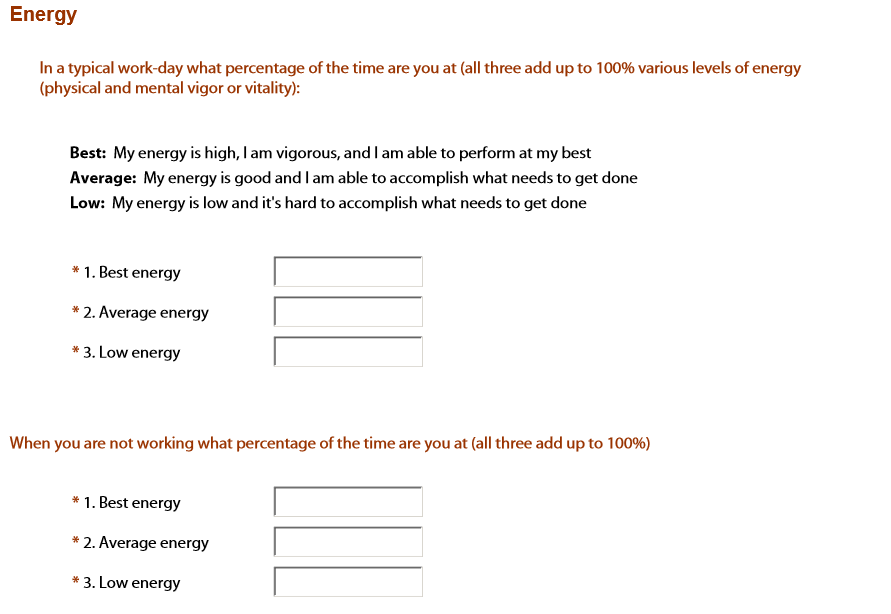 Energy
In a typical work-day what percentage of the time are you at (all three add up to 100% various levels of energy
(physical and mental vigor or vitality):
Best: My energy is high, I am vigorous, and I am able to perform at my best
Average: My energy is good and I am able to accomplish what needs to get done
Low: My energy is low and it's hard to accomplish what needs to get done
* 1. Best energy
* 2. Average energy
* 3. Low energy
When you are not working what percentage of the time are you at (all three add up to 100%)
* 1. Best energy
* 2. Average energy
* 3. Low energy